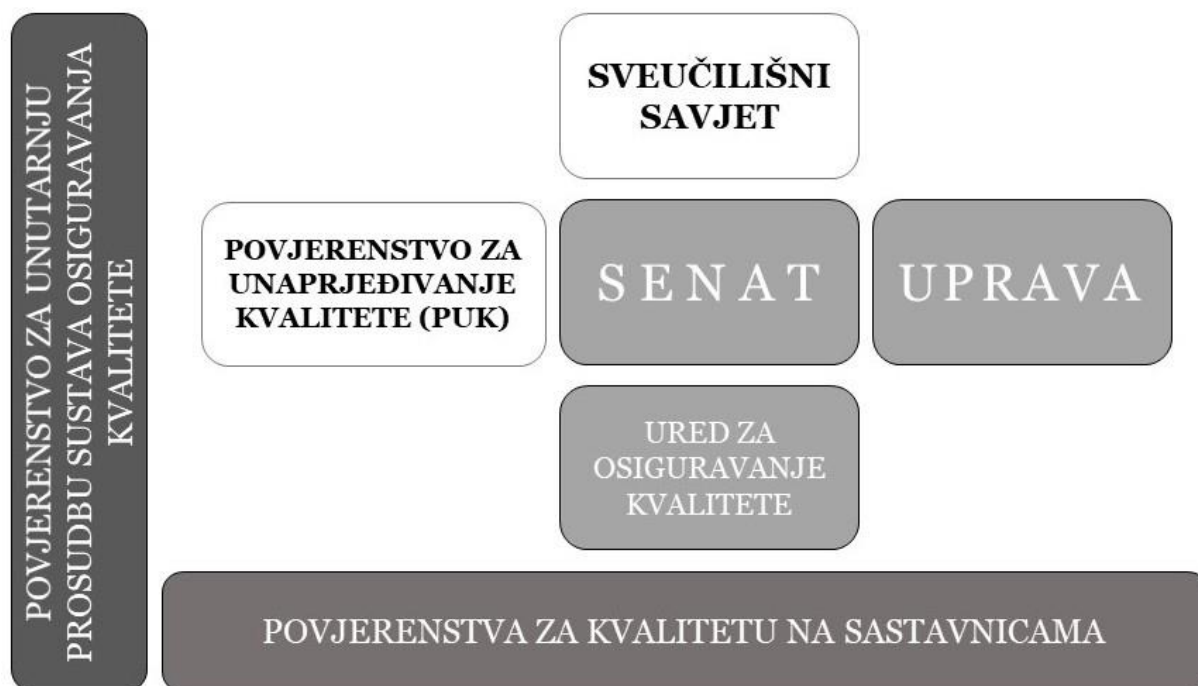 POVJERENSTVO ZA UNUTARNJU
PROSUDBU SUSTAVA OSIGURAVANJA
KVALITETE
SVEUČILIŠNI
SAVJET
POVJERENSTVO ZA
UNAPRJEĐIVANJE
KVALITETE (PUK)
SENAT
UPRAVA
URED ZA
OSIGURAVANJE
KVALITETE
POVJERENSTVA ZA KVALITETU NA SASTAVNICAMA